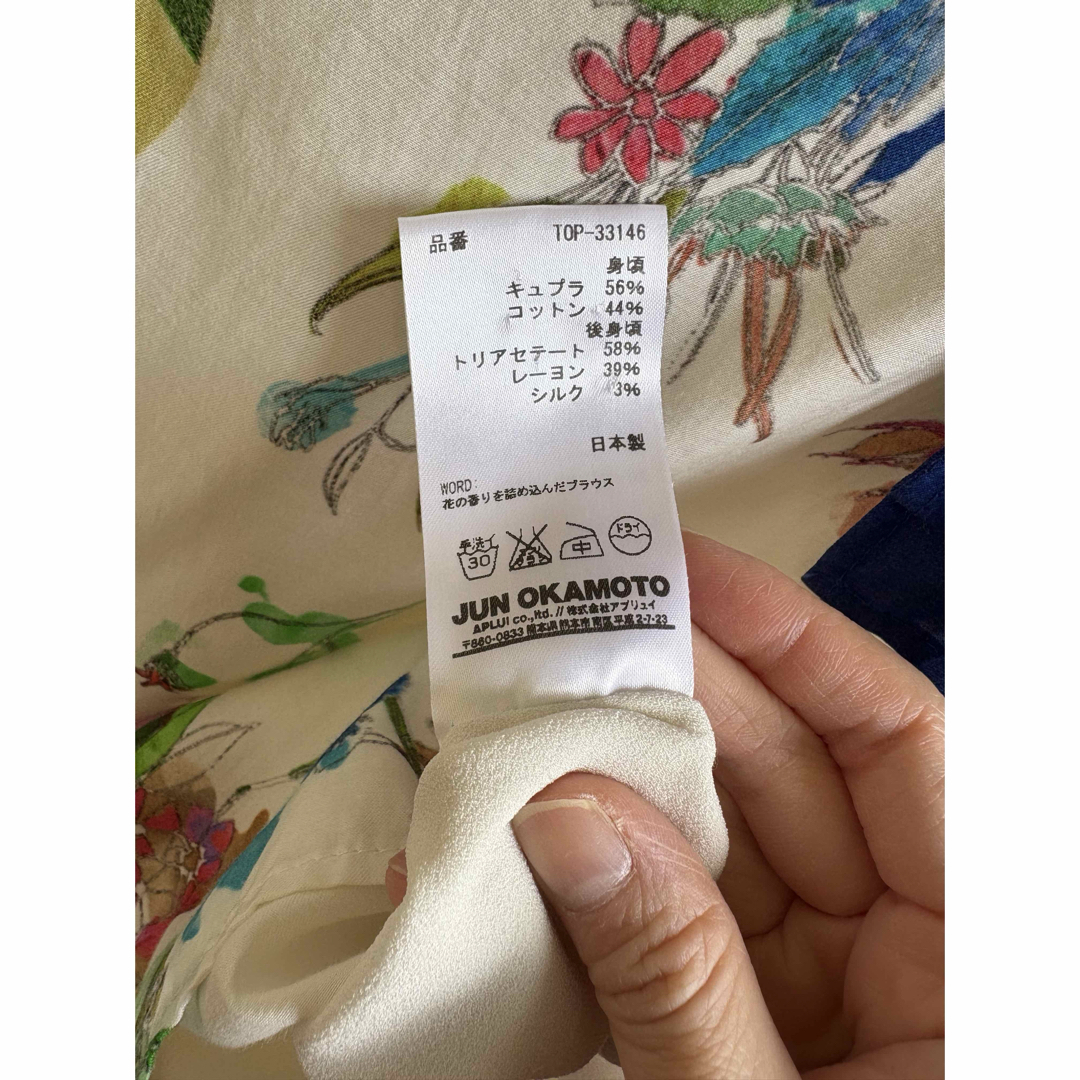 品番 TOP-33146
身頃
キュプラ 56%
コットン 44%
後身頃
トリアセテート 58%
レーヨン 39%
シルク 3%
日本製
WORD:
花の香りを詰め込んだブラウス
手洗イ 30 中 ドライ
JUN OKAMOTO
APLUI co.,ltd. // 株式会社アプリュイ
〒860-0833 熊本県熊本市南区平成2-7-23